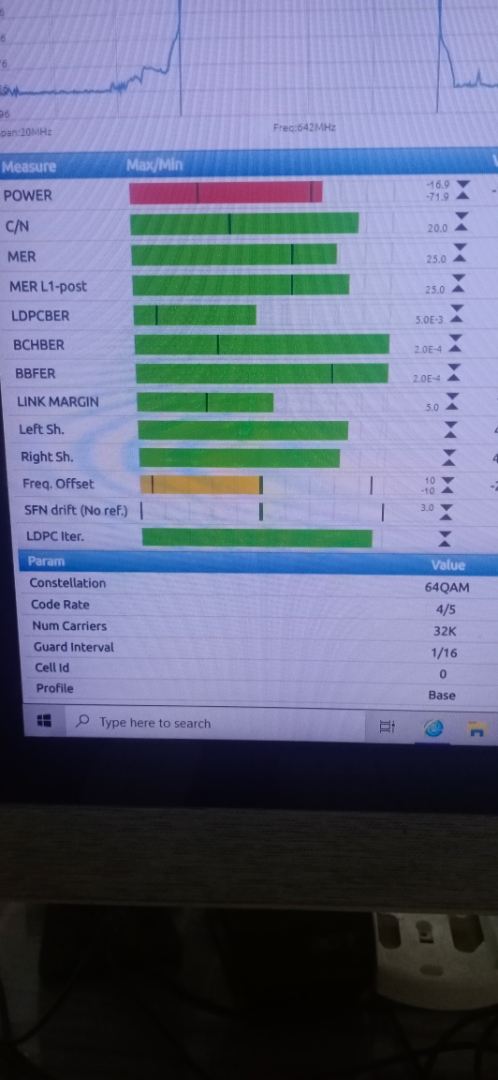 Span:20MHz Freq:642MHz
Measure Max/Min
POWER -16.9
-71.9
C/N 20.0
MER 25.0
MER L1-post 25.0
LDPCBER 5.0E-3
BCHBER 2.0E-4
BBFER 2.0E-4
LINK MARGIN 5.0
Left Sh.
Right Sh.
Freq. Offset 10
-10
SFN drift (No ref.) 3.0
LDPC Iter.
Param Value
Constellation 64QAM
Code Rate 4/5
Num Carriers 32K
Guard Interval 1/16
Cell Id 0
Profile Base
Type here to search